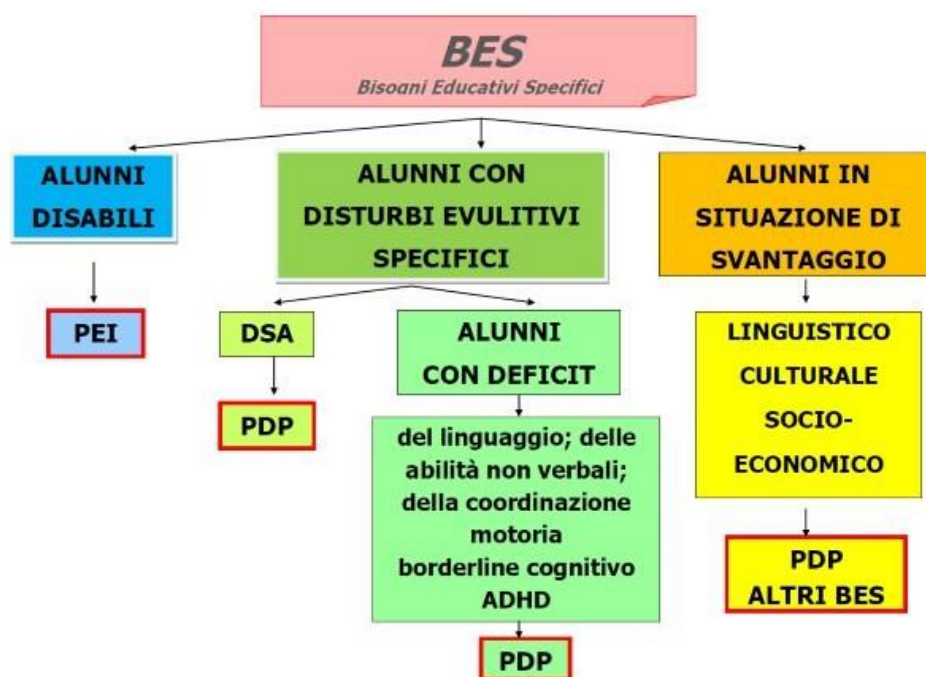 BES
Bisogni Educativi Specifici
ALUNNI
DISABILI
PEI
ALUNNI CON
DISTURBI EVULITIVI
SPECIFICI
DSA
PDP
ALUNNI
CON DEFICIT
del linguaggio; delle
abilità non verbali;
della coordinazione
motoria
borderline cognitivo
ADHD
PDP
ALUNNI IN
SITUAZIONE DI
SVANTAGGIO
LINGUISTICO
CULTURALE
SOCIO-
ECONOMICO
PDP
ALTRI BES